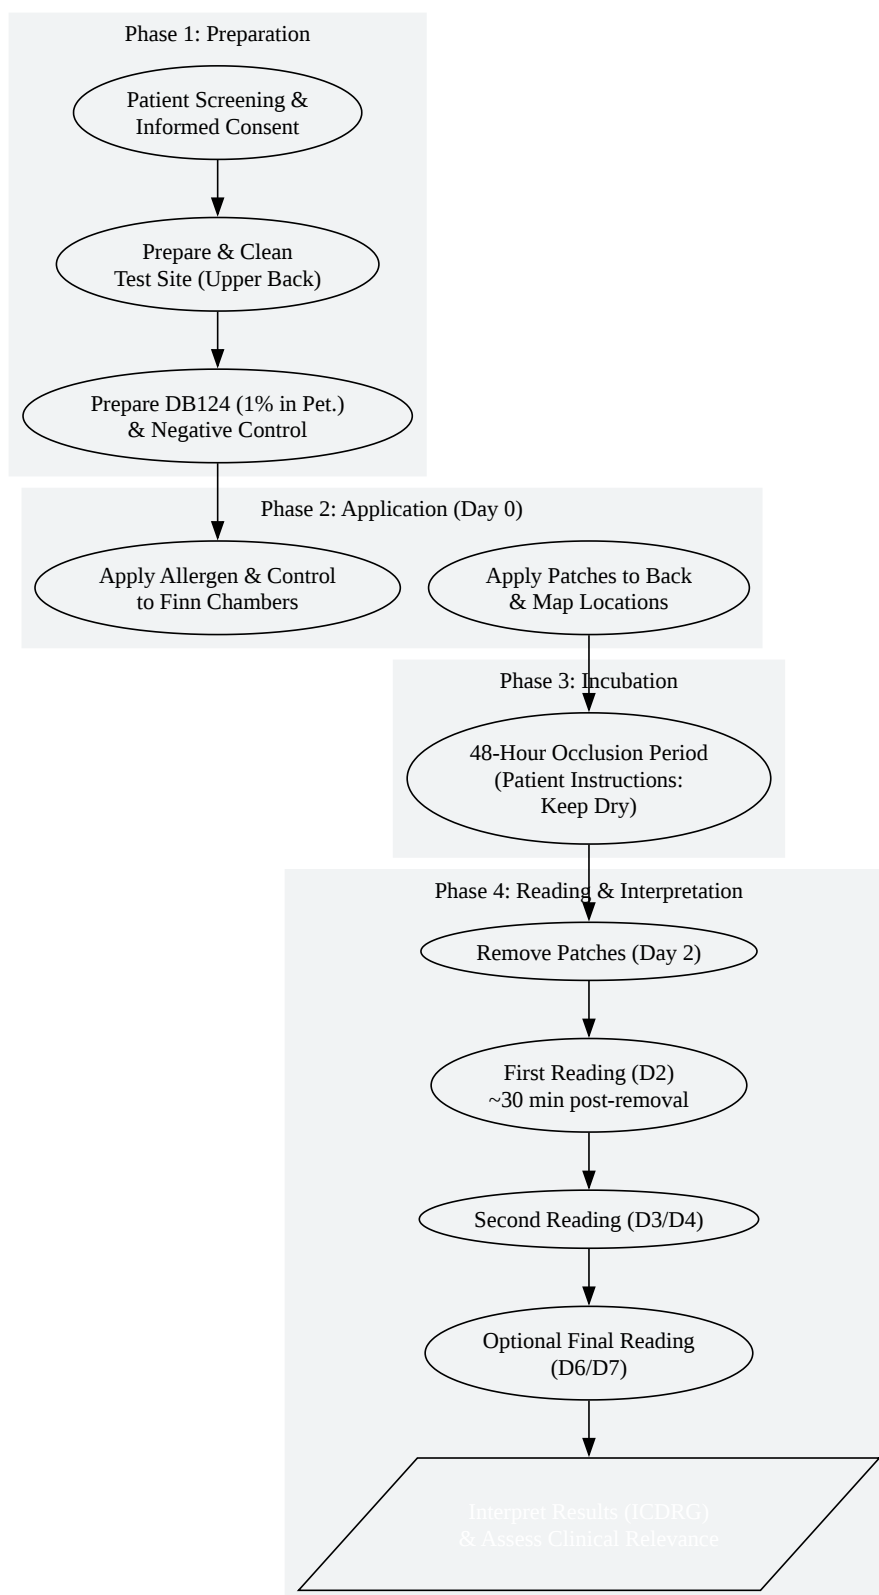 Phase 1: Preparation
Patient Screening &
Informed Consent
Prepare & Clean
Test Site (Upper Back)
Prepare DB124 (1% in Pet.)
& Negative Control
Phase 2: Application (Day 0)
Apply Allergen & Control
to Finn Chambers
Apply Patches to Back
& Map Locations
Phase 3: Incubation
48-Hour Occlusion Period
(Patient Instructions:
Keep Dry)
Phase 4: Reading & Interpretation
Remove Patches (Day 2)
First Reading (D2)
~30 min post-removal
Second Reading (D3/D4)
Optional Final Reading
(D6/D7)
Interpret Results (ICDRG)
& Assess Clinical Relevance